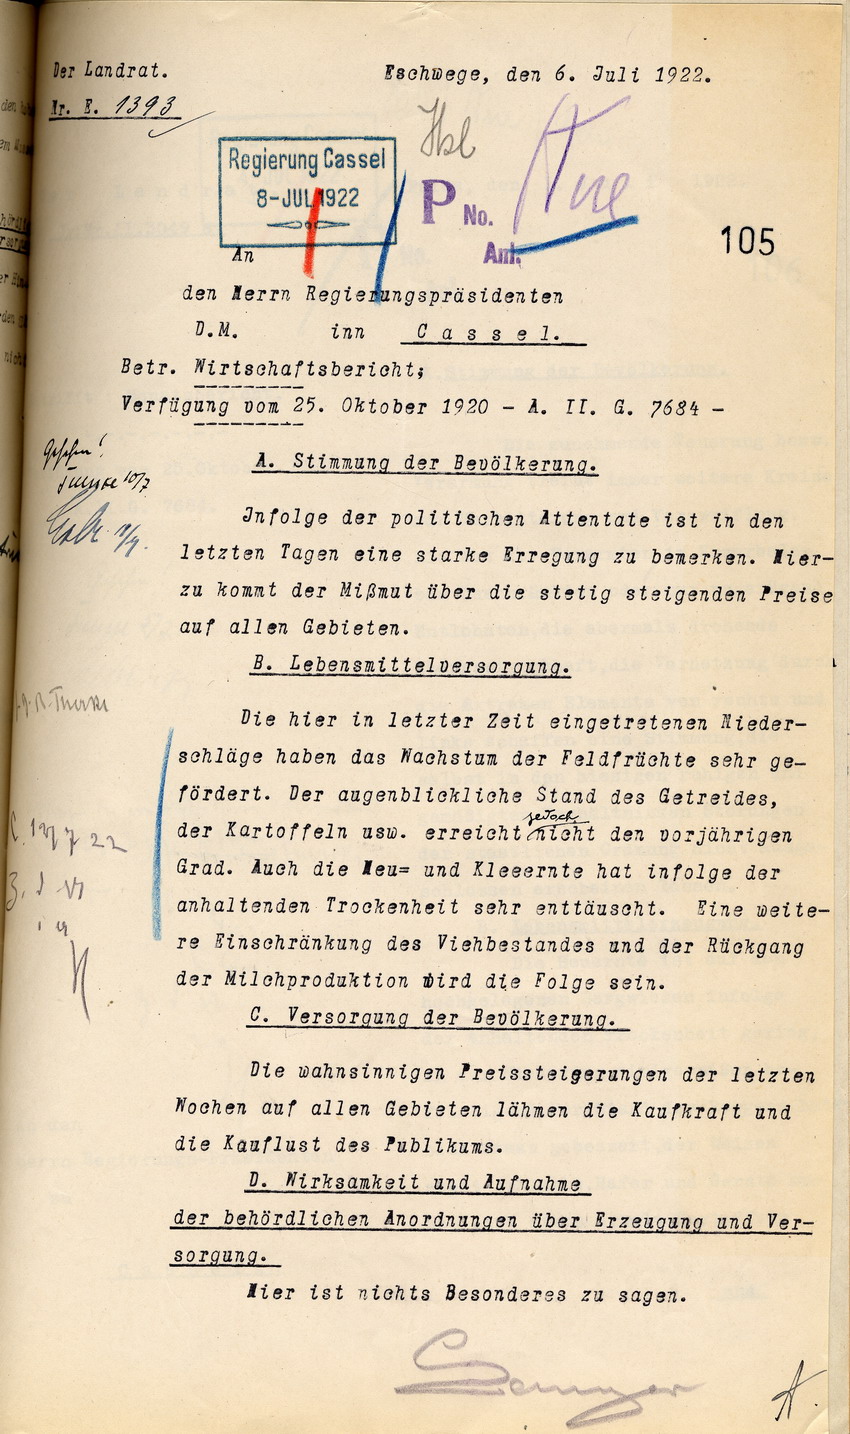 Der Landrat.
Eschwege, den 6. Juli 1922.
Nr. E. 1393
Regierung Cassel
8-JUL 1922
P No.
Anl.
105
An
den Herrn Regierungspräsidenten
D.M. inn Cassel.
Betr. Wirtschaftsbericht;
Verfügung vom 25. Oktober 1920 - A. II. G. 7684 -
Gesehen!
10/7
A. Stimmung der Bevölkerung.
Infolge der politischen Attentate ist in den
letzten Tagen eine starke Erregung zu bemerken. Hier-
zu kommt der Mißmut über die stetig steigenden Preise
auf allen Gebieten.
B. Lebensmittelversorgung.
Die hier in letzter Zeit eingetretenen Nieder-
schläge haben das Wachstum der Feldfrüchte sehr ge-
fördert. Der augenblickliche Stand des Getreides,
jedoch
der Kartoffeln usw. erreicht nicht den vorjährigen
Grad. Auch die Heu= und Kleeernte hat infolge der
anhaltenden Trockenheit sehr enttäuscht. Eine weite-
re Einschränkung des Viehbestandes und der Rückgang
der Milchproduktion wird die Folge sein.
C. Versorgung der Bevölkerung.
Die wahnsinnigen Preissteigerungen der letzten
Wochen auf allen Gebieten lähmen die Kaufkraft und
die Kauflust des Publikums.
D. Wirksamkeit und Aufnahme
der behördlichen Anordnungen über Erzeugung und Ver-
sorgung.
Hier ist nichts Besonderes zu sagen.